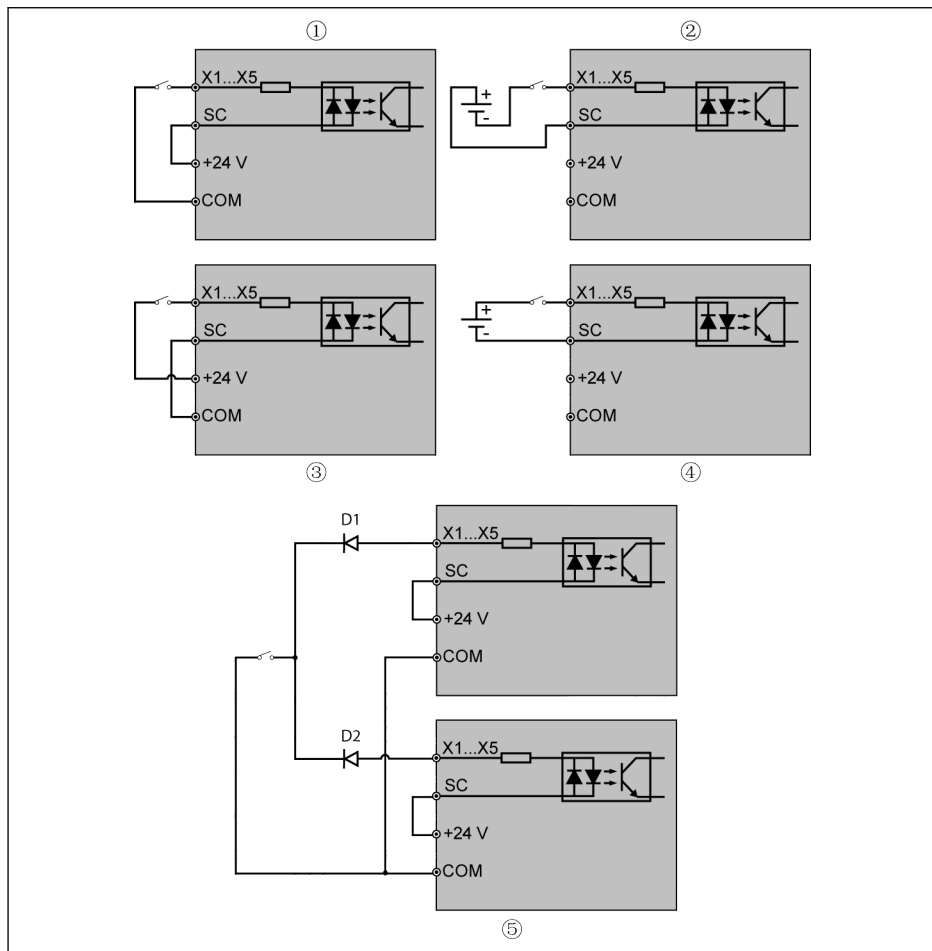 ① ②
X1...X5
SC
+24 V
COM
+
-
X1...X5
SC
+24 V
COM
X1...X5
SC
+24 V
COM
③
+
-
X1...X5
SC
+24 V
COM
④
D1
X1...X5
SC
+24 V
COM
D2
X1...X5
SC
+24 V
COM
⑤